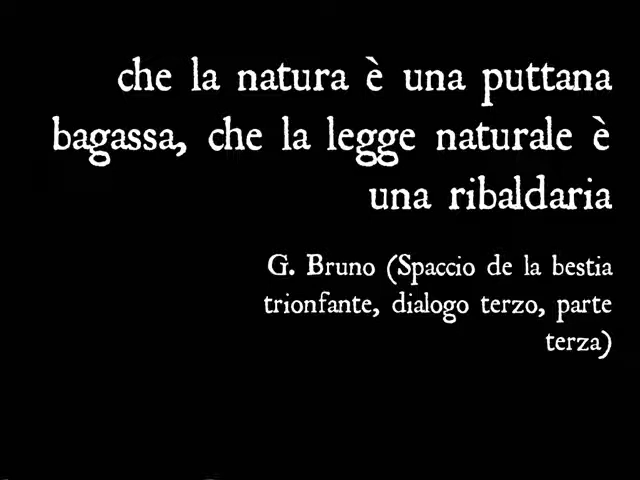 che la natura è una puttana
bagassa, che la legge naturale è
una ribaldaria
G. Bruno (Spaccio de la bestia
trionfante, dialogo terzo, parte
terza)